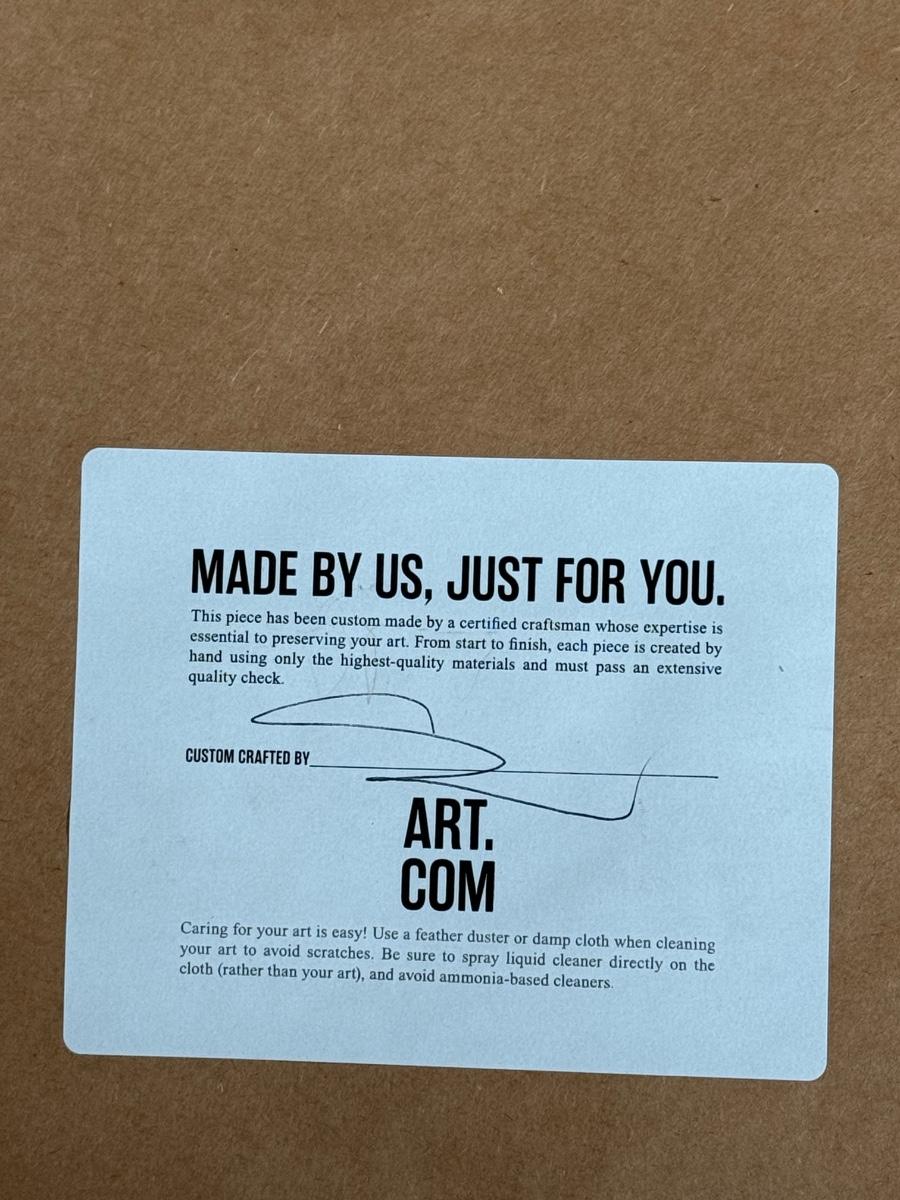 MADE BY US, JUST FOR YOU.
This piece has been custom made by a certified craftsman whose expertise is
essential to preserving your art. From start to finish, each piece is created by
hand using only the highest-quality materials and must pass an extensive
quality check.
CUSTOM CRAFTED BY
ART.
COM
Caring for your art is easy! Use a feather duster or damp cloth when cleaning
your art to avoid scratches. Be sure to spray liquid cleaner directly on the
cloth (rather than your art), and avoid ammonia-based cleaners.